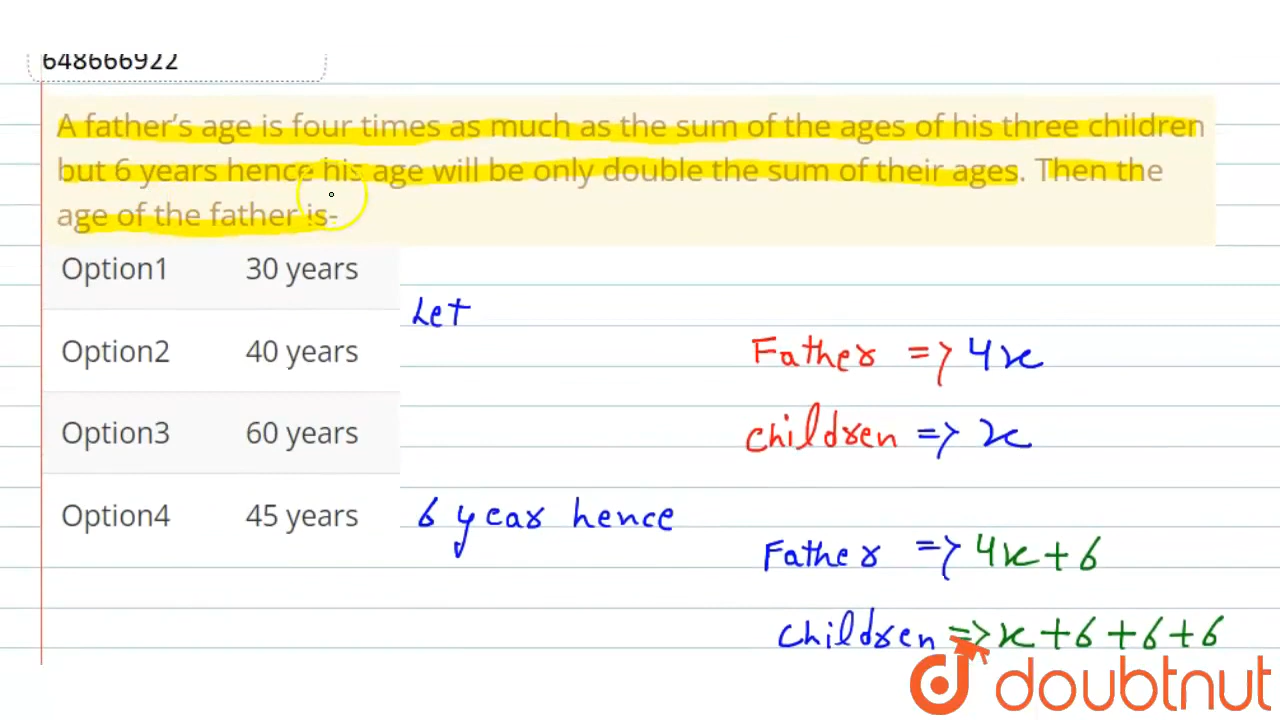 648666922
A father’s age is four times as much as the sum of the ages of his three children
but 6 years hence his age will be only double the sum of their ages. Then the
age of the father is-
Option1 30 years
Let
Father => 4x
Option2 40 years
Children => x
Option3 60 years
Option4 45 years
6 year hence
Father => 4x+6
Children => x+6+6+6
doubtnut